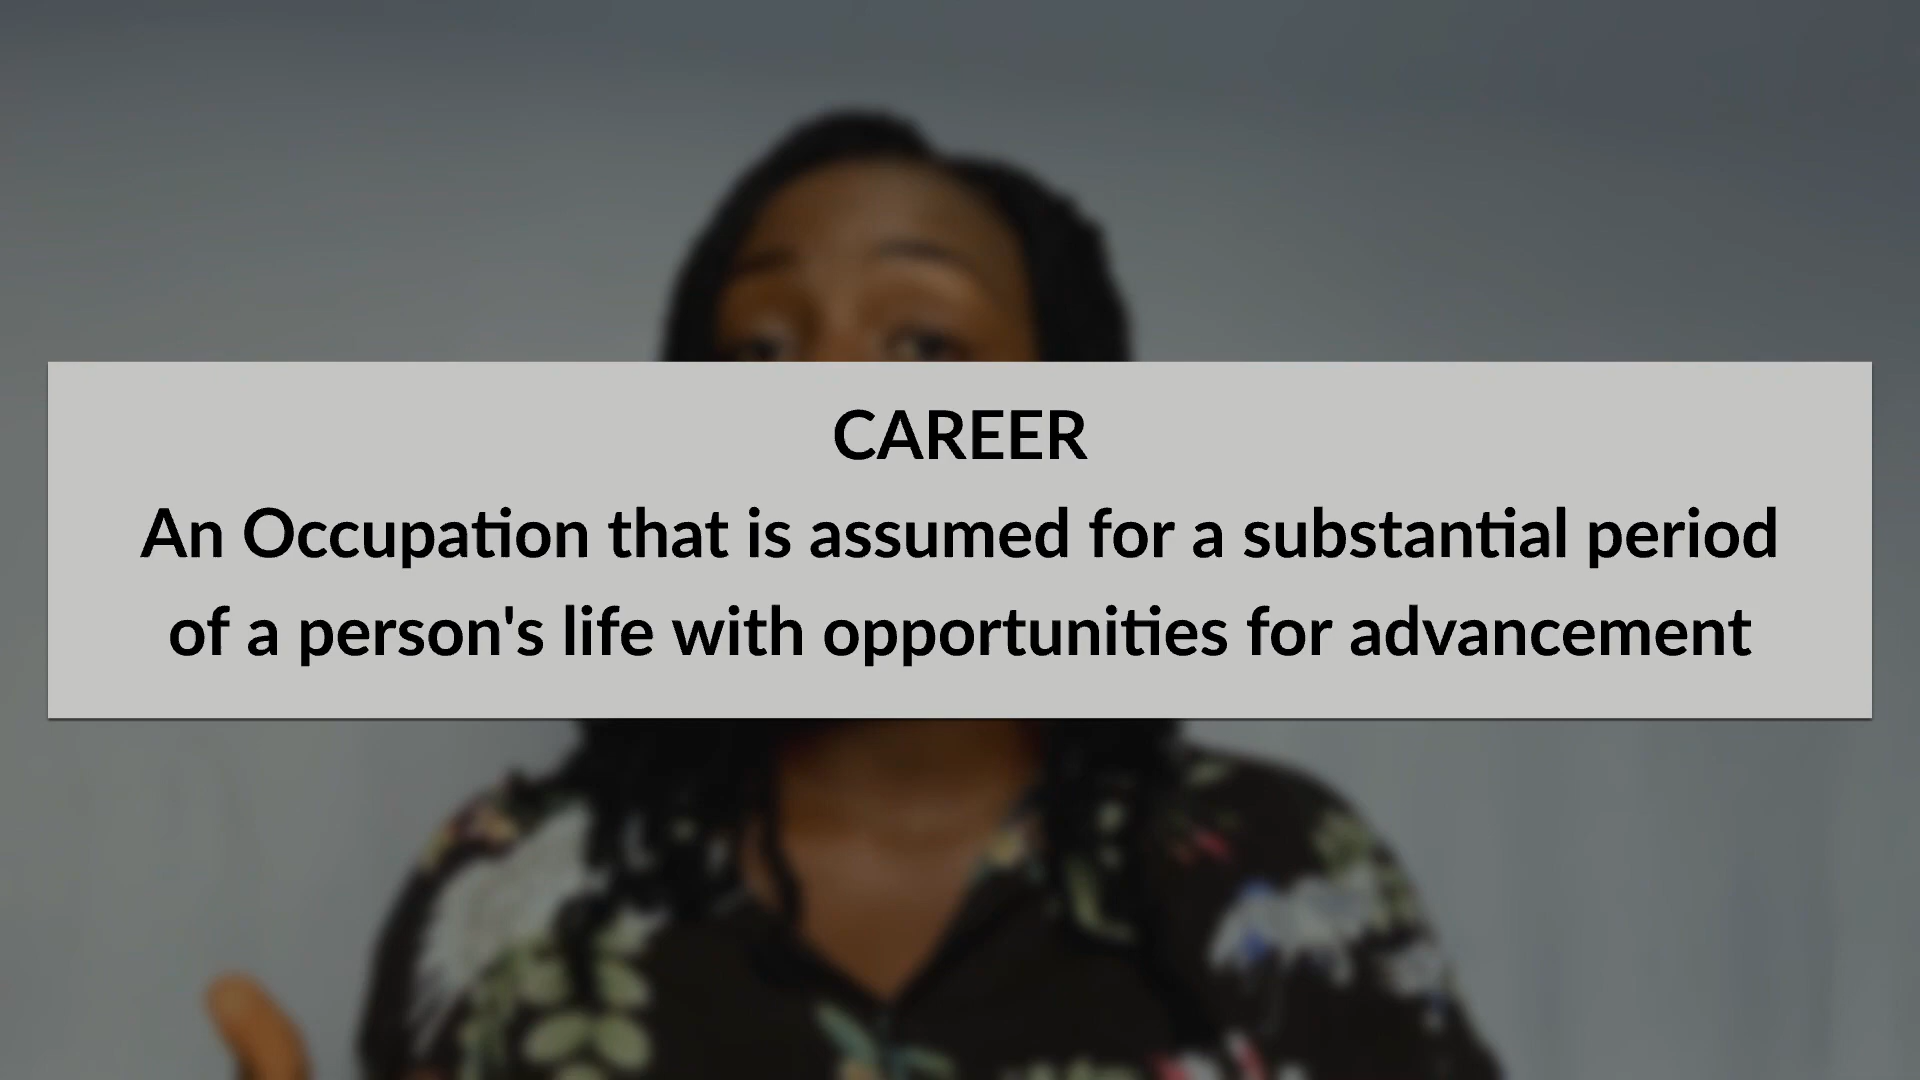 CAREER
An Occupation that is assumed for a substantial period
of a person's life with opportunities for advancement